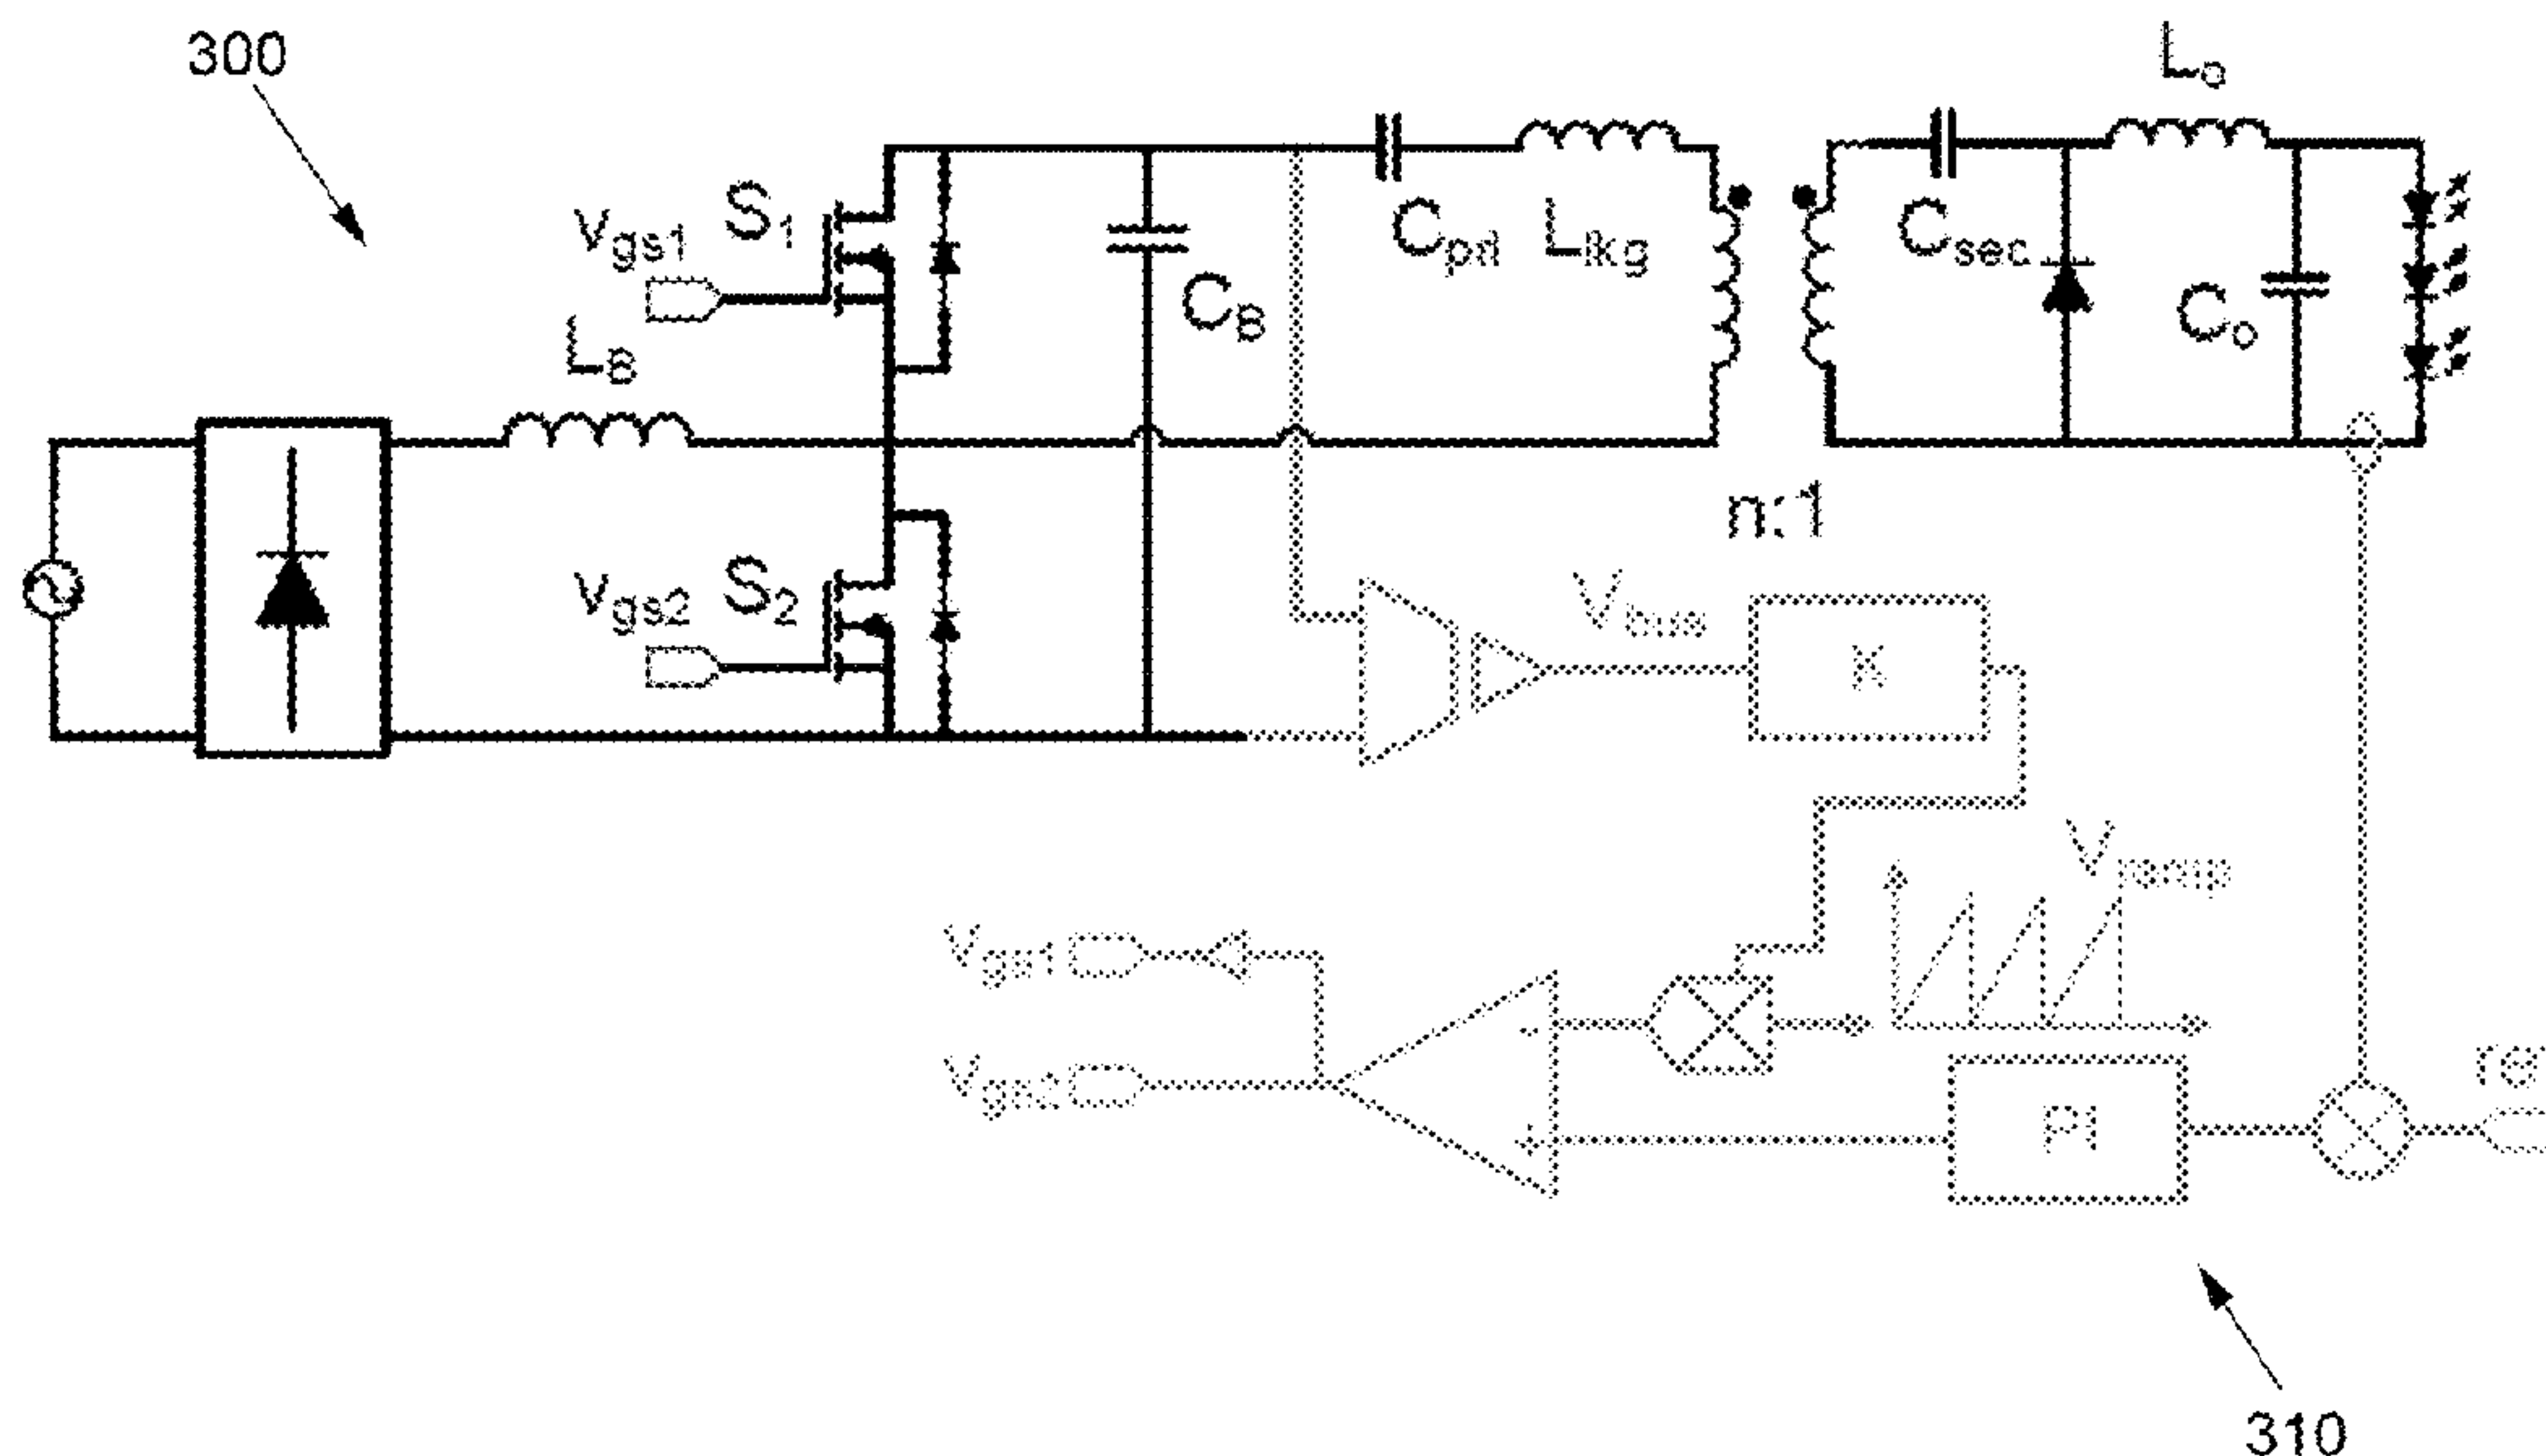 300
Lo
Vgs1 S1
Cpri Llkg
Csec
CB
Co
LB
n:1
Vgs2 S2
Vbus
K
Vramp
Vgs1
-
Vgs2
+
PI
310